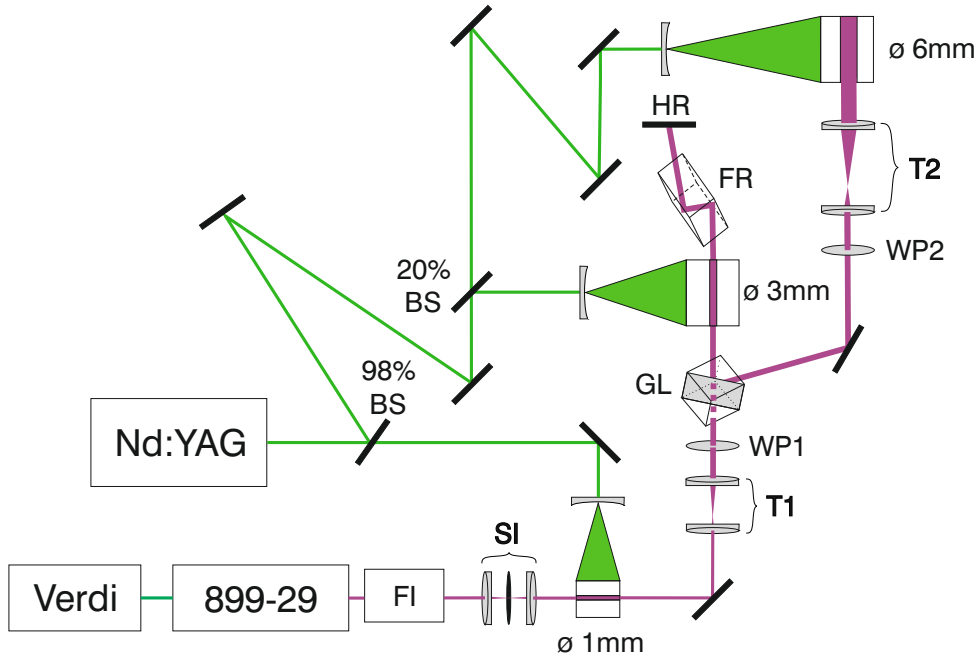 ø 6mm
HR
FR
T2
20%
BS
WP2
ø 3mm
98%
BS
GL
Nd:YAG
WP1
T1
SI
Verdi
899-29
FI
ø 1mm